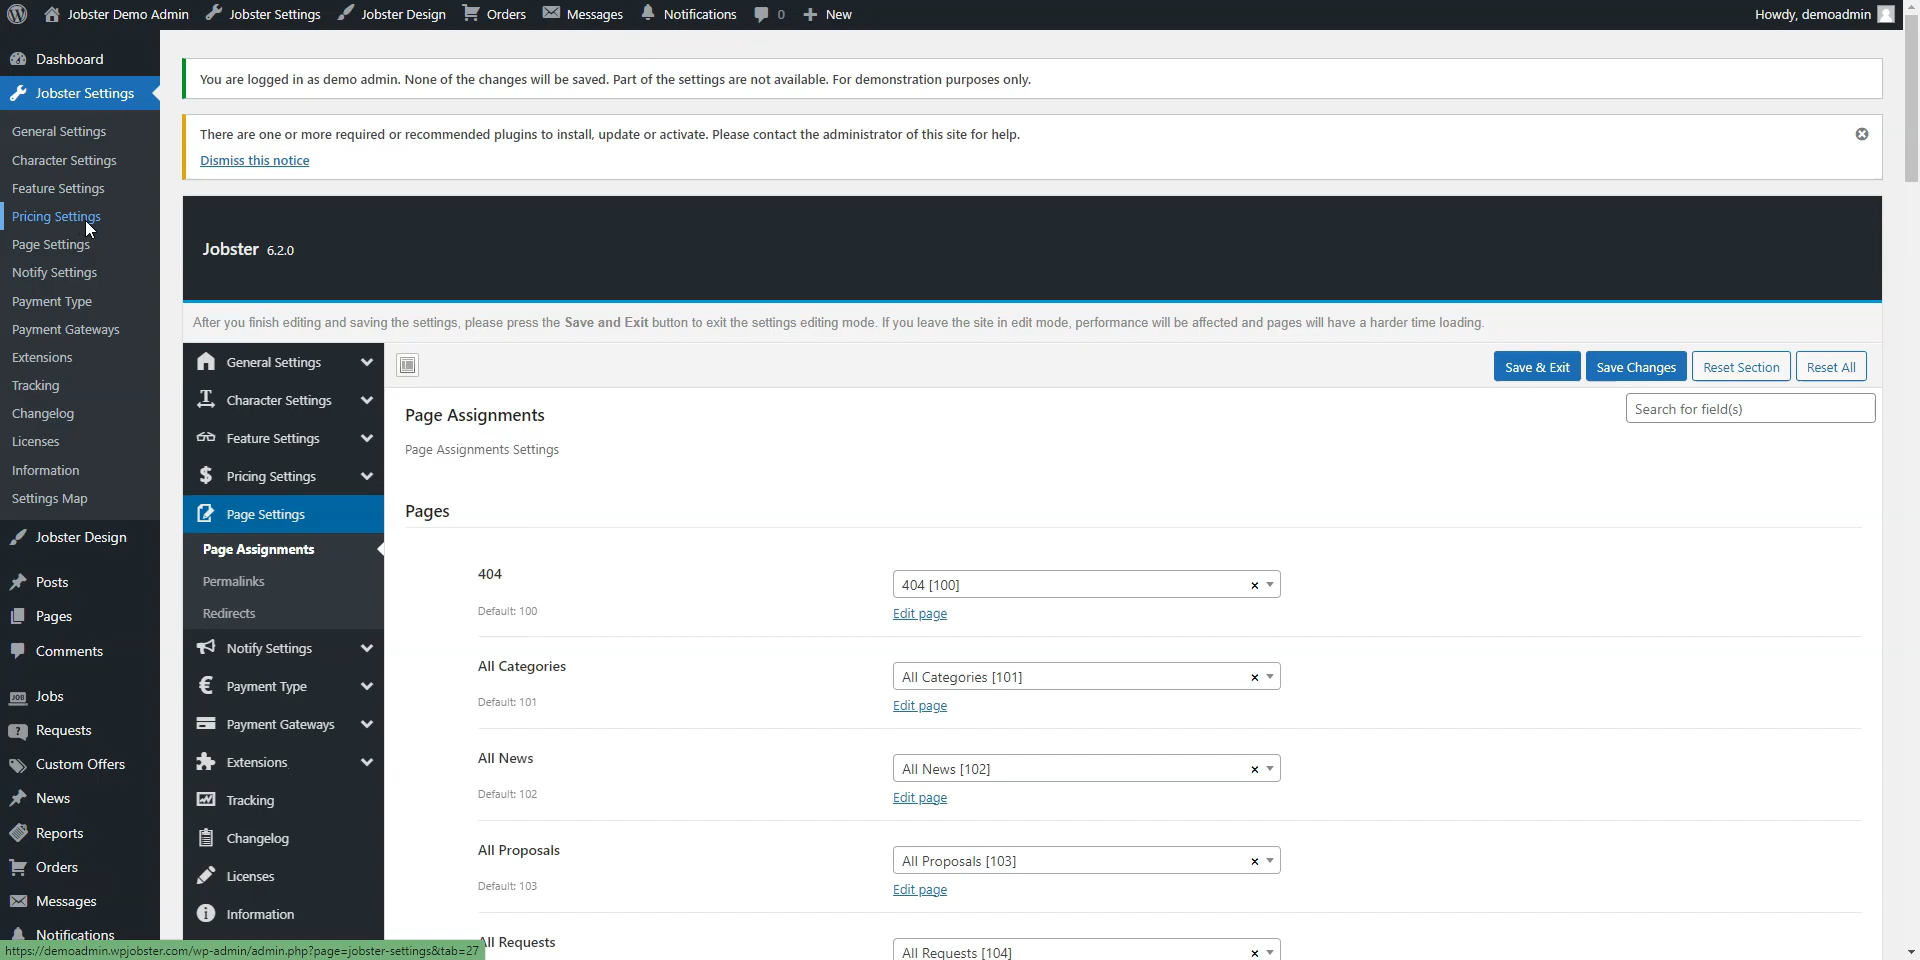 Jobster Demo Admin Jobster Settings Jobster Design Orders Messages Notifications 0 New Howdy, demoadmin
Dashboard
Jobster Settings
General Settings
Character Settings
Feature Settings
Pricing Settings
Page Settings
Notify Settings
Payment Type
Payment Gateways
Extensions
Tracking
Changelog
Licenses
Information
Settings Map
Jobster Design
Posts
Pages
Comments
Jobs
Requests
Custom Offers
News
Reports
Orders
Messages
Notifications
You are logged in as demo admin. None of the changes will be saved. Part of the settings are not available. For demonstration purposes only.
There are one or more required or recommended plugins to install, update or activate. Please contact the administrator of this site for help.
Dismiss this notice
Jobster 6.2.0
After you finish editing and saving the settings, please press the Save and Exit button to exit the settings editing mode. If you leave the site in edit mode, performance will be affected and pages will have a harder time loading.
General Settings
Character Settings
Feature Settings
Pricing Settings
Page Settings
Page Assignments
Permalinks
Redirects
Notify Settings
Payment Type
Payment Gateways
Extensions
Tracking
Changelog
Licenses
Information
Save & Exit Save Changes Reset Section Reset All
Search for field(s)
Page Assignments
Page Assignments Settings
Pages
404
Default: 100
404 [100]
Edit page
All Categories
Default: 101
All Categories [101]
Edit page
All News
Default: 102
All News [102]
Edit page
All Proposals
Default: 103
All Proposals [103]
Edit page
All Requests
All Requests [104]
https://demoadmin.wpjobster.com/wp-admin/admin.php?page=jobster-settings&tab=27